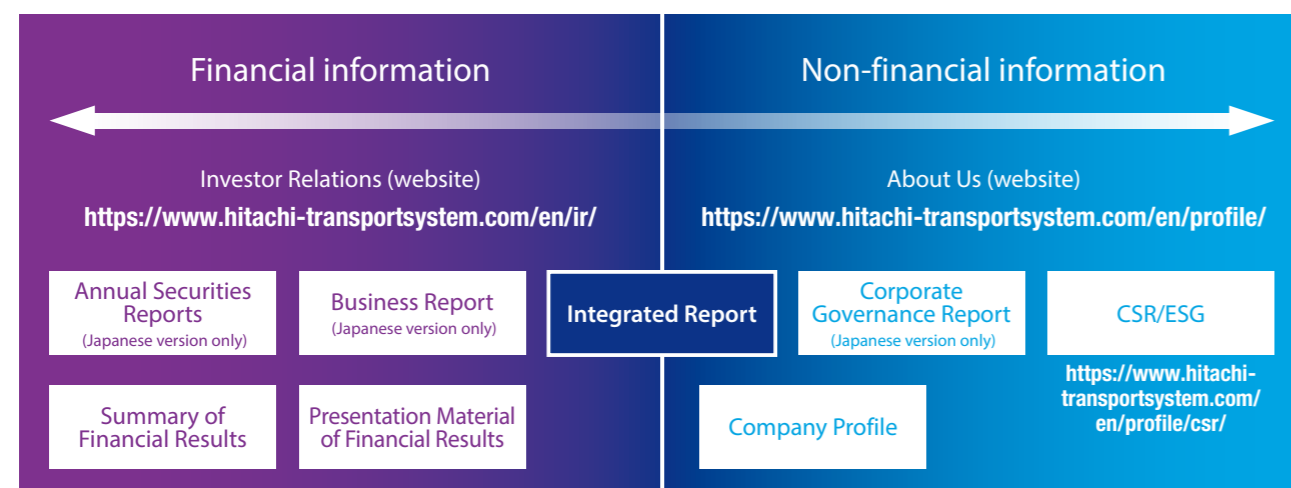 Financial information
Non-financial information
Investor Relations (website)
https://www.hitachi-transportsystem.com/en/ir/
About Us (website)
https://www.hitachi-transportsystem.com/en/profile/
Annual Securities
Reports
(Japanese version only)
Business Report
(Japanese version only)
Integrated Report
Corporate
Governance Report
(Japanese version only)
CSR/ESG
https://www.hitachi-
transportsystem.com/
en/profile/csr/
Summary of
Financial Results
Presentation Material
of Financial Results
Company Profile